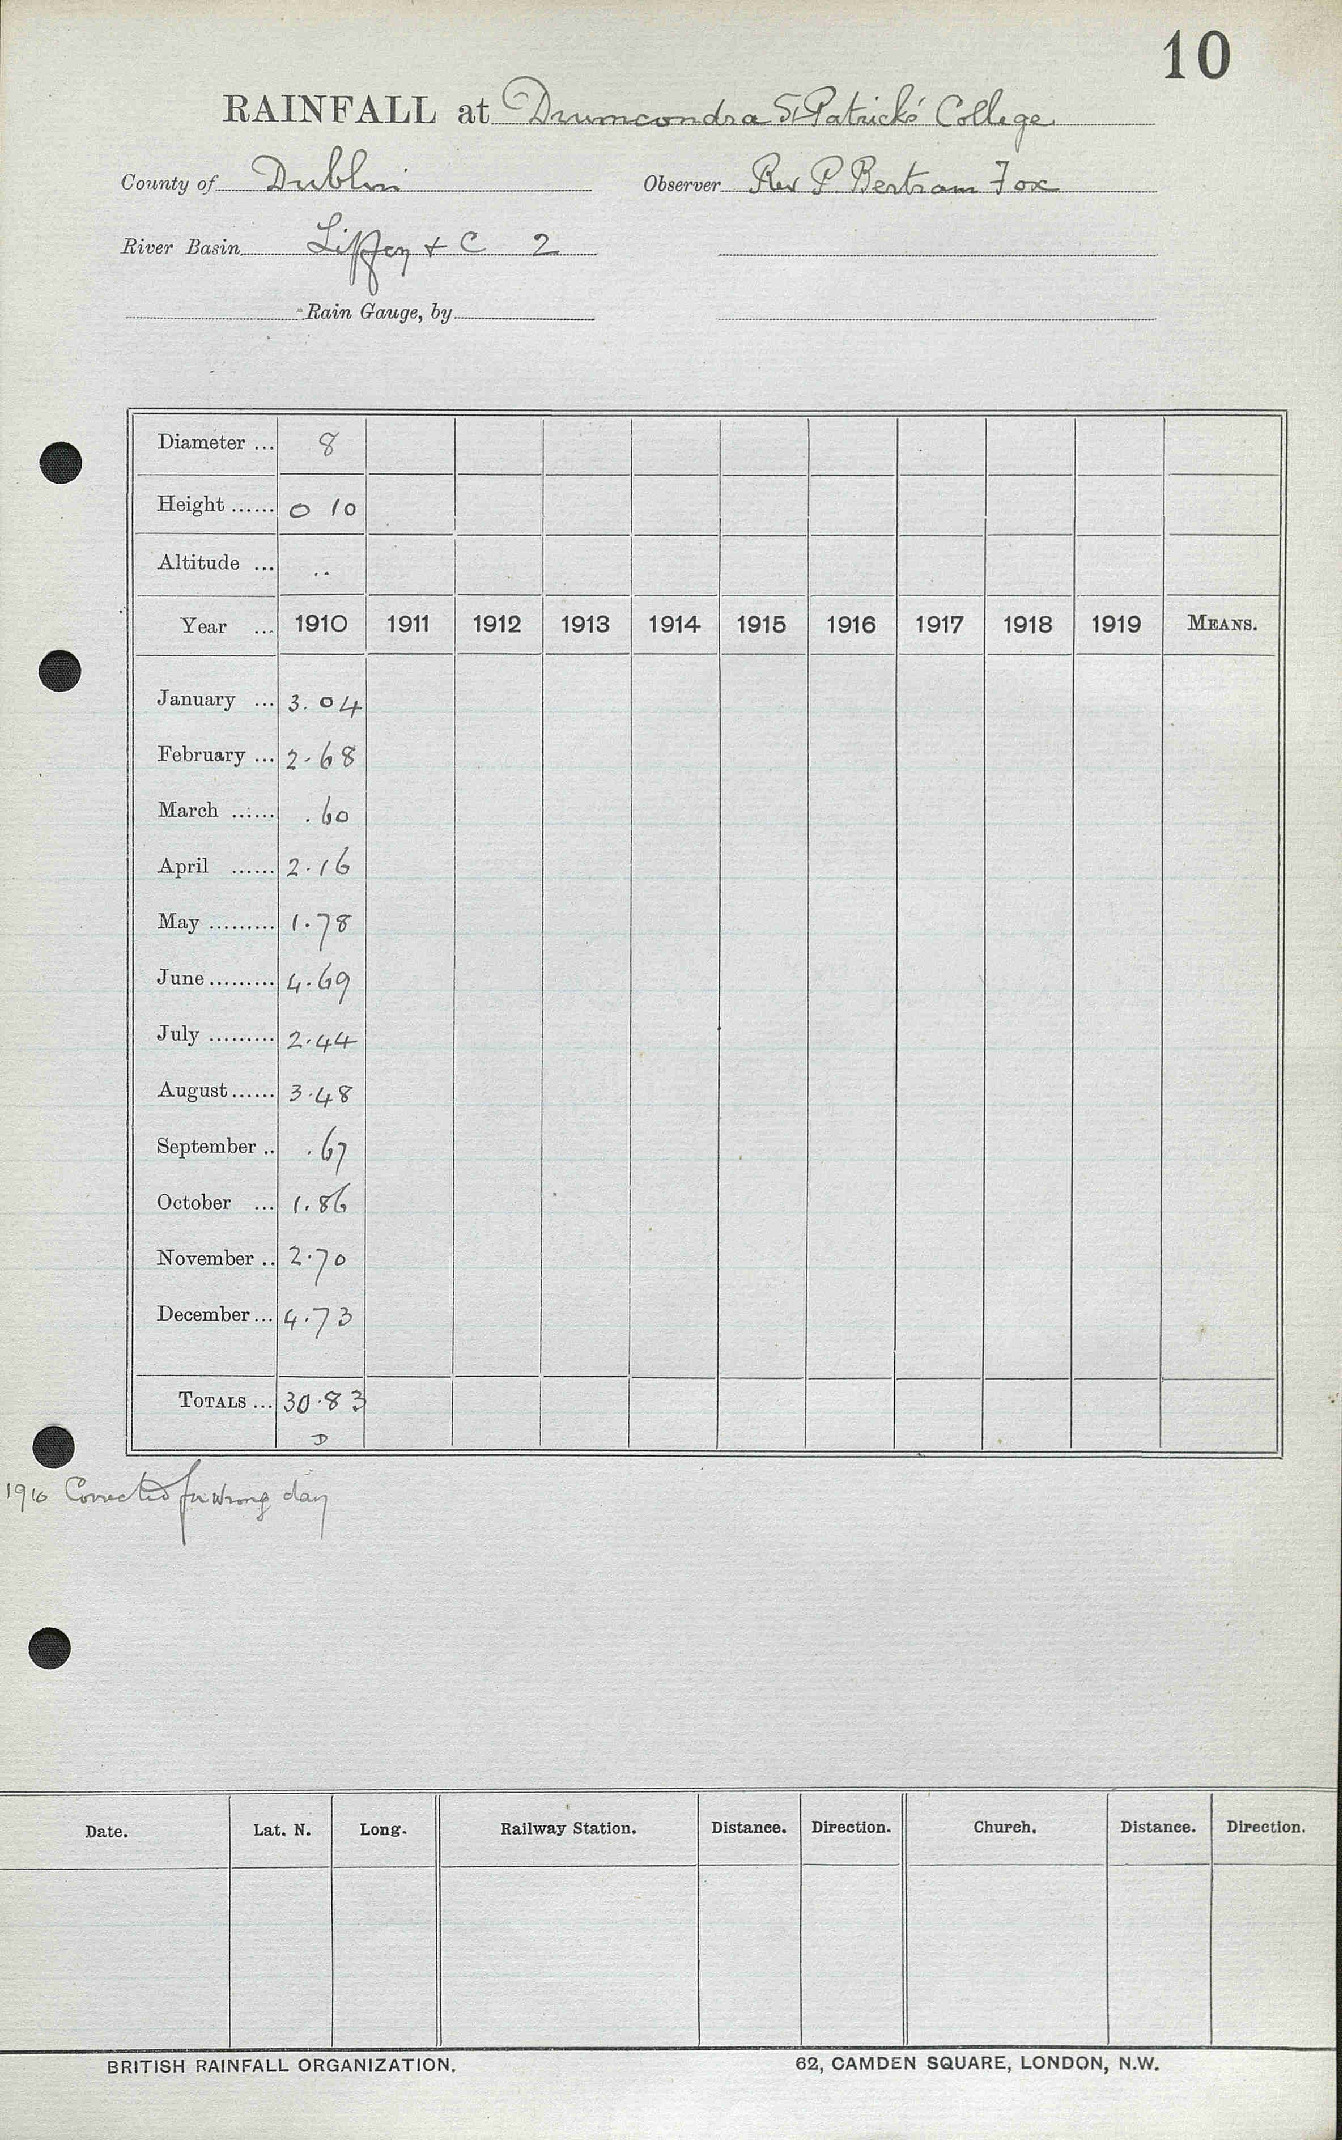 10
RAINFALL at Drumcondra St Patrick's College
County of Dublin Observer Rev P Bertram Fox
River Basin Liffey + C 2
Rain Gauge, by
Diameter ... 8
Height ...... 0 10
Altitude ... ..
Year ... 1910 1911 1912 1913 1914 1915 1916 1917 1918 1919 MEANS.
January ... 3.04
February ... 2.68
March ...... .60
April ...... 2.16
May ......... 1.78
June ......... 4.69
July ......... 2.44
August ...... 3.48
September .. .67
October ... 1.86
November .. 2.70
December ... 4.73
TOTALS ... 30.83
D
1910 Corrected for wrong day
Date. Lat. N. Long. Railway Station. Distance. Direction. Church. Distance. Direction.
BRITISH RAINFALL ORGANIZATION. 62, CAMDEN SQUARE, LONDON, N.W.